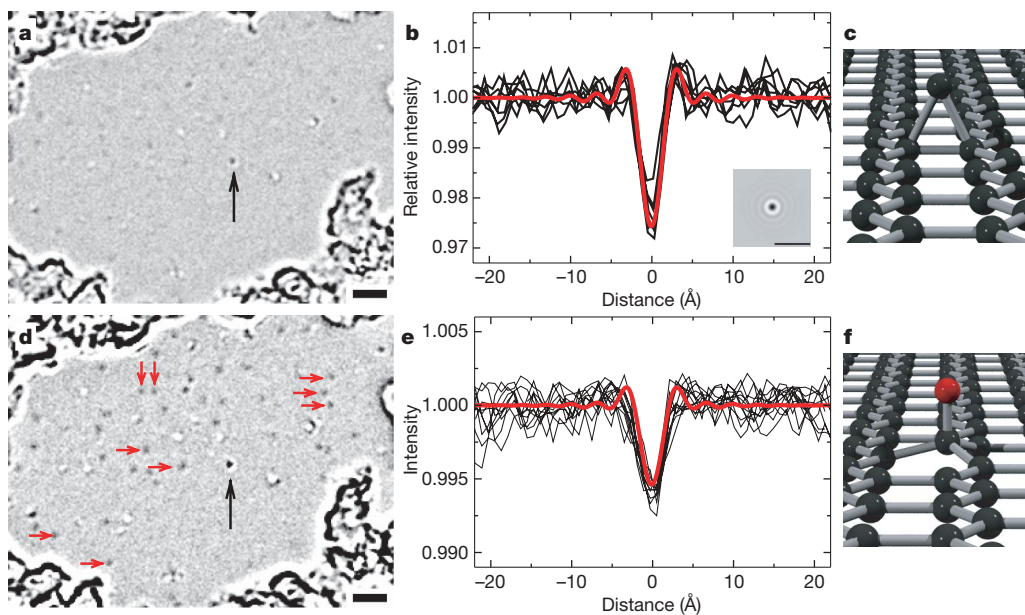 a
b
1.01
1.00
0.99
0.98
0.97
Relative intensity
–20
–10
0
10
20
Distance (Å)
c
d
e
1.005
1.000
0.995
0.990
Intensity
–20
–10
0
10
20
Distance (Å)
f